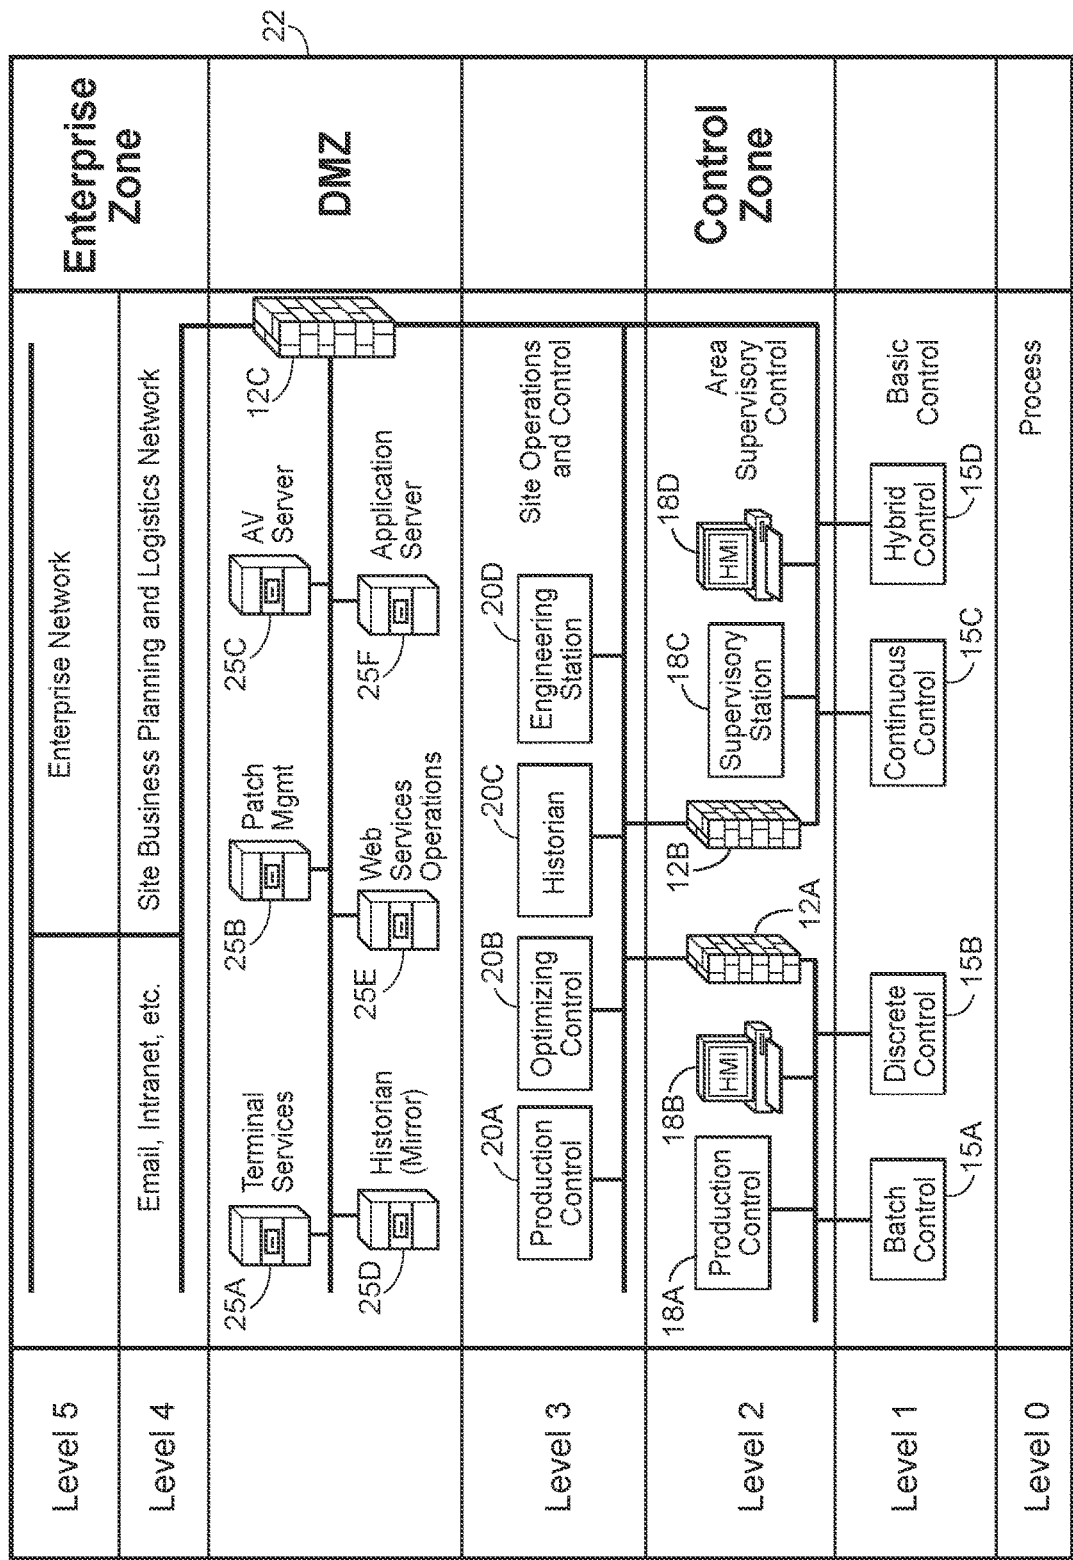 22
Level 5
Enterprise Network
Enterprise
Zone
Level 4
Email, Intranet, etc.
Site Business Planning and Logistics Network
25A
Terminal
Services
25B
Patch
Mgmt
25C
AV
Server
12C
DMZ
25D
Historian
(Mirror)
25E
Web
Services
Operations
25F
Application
Server
Level 3
20A
Production
Control
20B
Optimizing
Control
20C
Historian
20D
Engineering
Station
Site Operations
and Control
Level 2
18A
Production
Control
18B
HMI
12A
12B
18C
Supervisory
Station
18D
HMI
Area
Supervisory
Control
Control
Zone
Level 1
Batch
Control
15A
Discrete
Control
15B
Continuous
Control
15C
Hybrid
Control
15D
Basic
Control
Level 0
Process